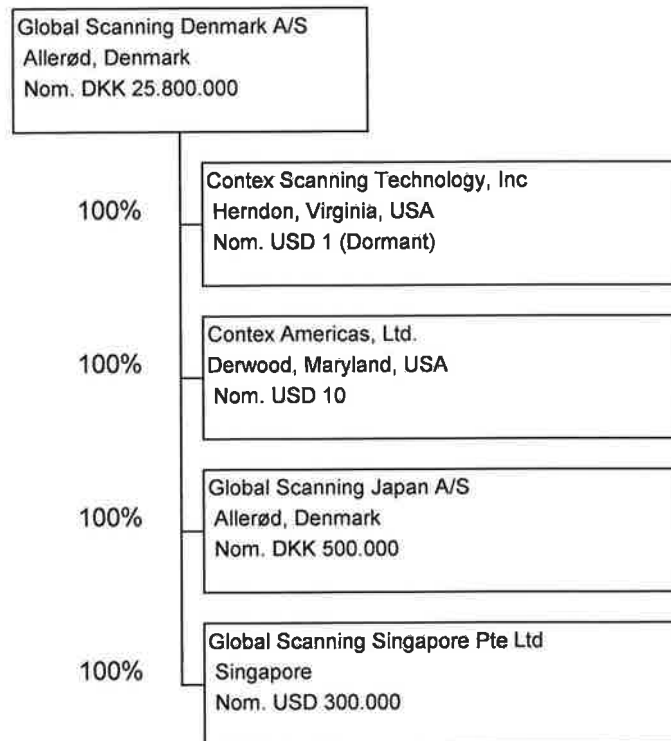 Global Scanning Denmark A/S
Allerød, Denmark
Nom. DKK 25.800.000
100%
Contex Scanning Technology, Inc
Herndon, Virginia, USA
Nom. USD 1 (Dormant)
100%
Contex Americas, Ltd.
Derwood, Maryland, USA
Nom. USD 10
100%
Global Scanning Japan A/S
Allerød, Denmark
Nom. DKK 500.000
100%
Global Scanning Singapore Pte Ltd
Singapore
Nom. USD 300.000